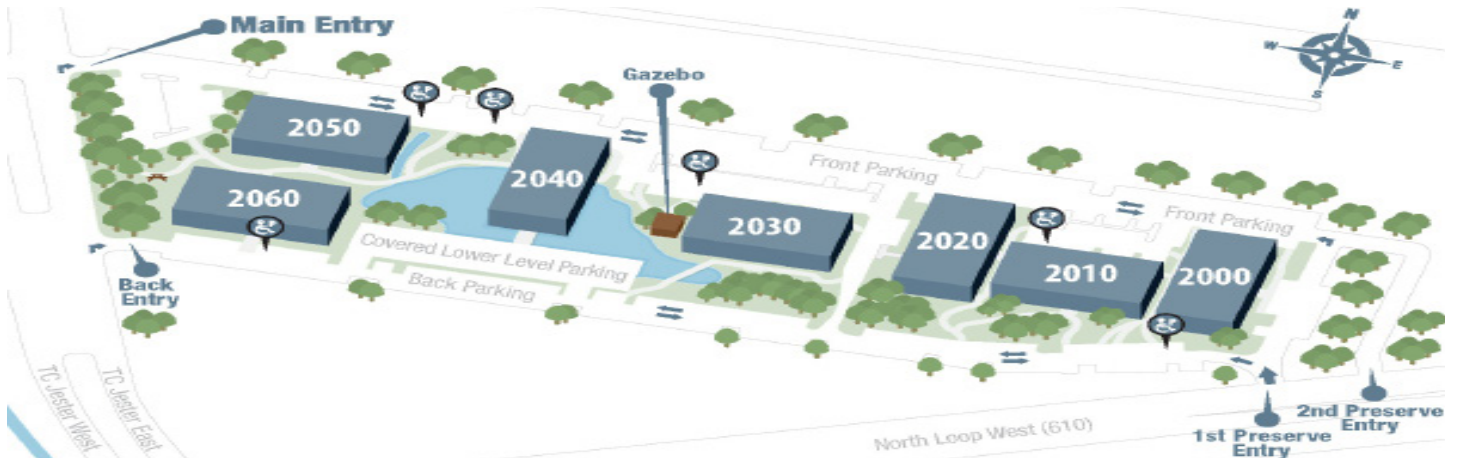 Main Entry
N
W
E
S
Gazebo
2050
2040
2060
2030
2020
2010
2000
Front Parking
Front Parking
Covered Lower Level Parking
Back Parking
Back
Entry
TC Jester West
TC Jester East
North Loop West (610)
1st Preserve
Entry
2nd Preserve
Entry